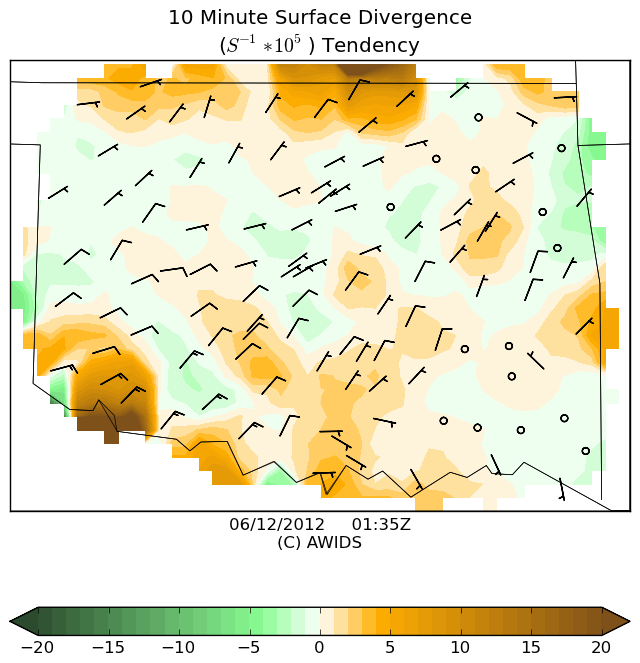 10 Minute Surface Divergence
(S⁻¹ ∗10⁵ ) Tendency
06/12/2012 01:35Z
(C) AWIDS
−20 −15 −10 −5 0 5 10 15 20